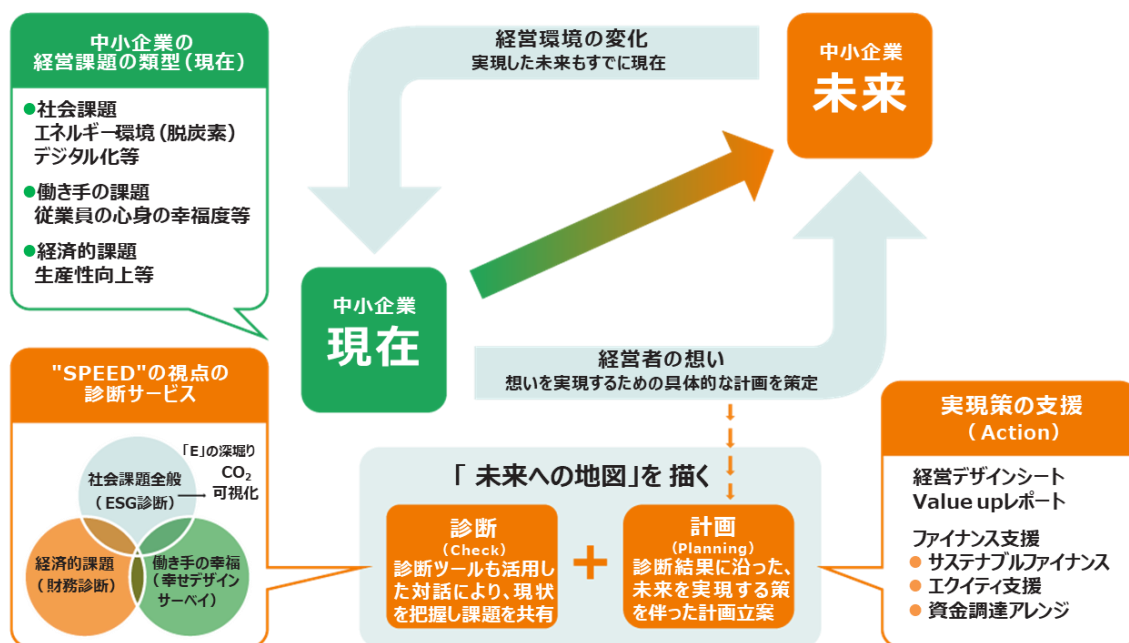 中小企業の
経営課題の類型（現在）
●社会課題
エネルギー環境（脱炭素）
デジタル化等
●働き手の課題
従業員の心身の幸福度等
●経済的課題
生産性向上等
経営環境の変化
実現した未来もすでに現在
中小企業
未来
中小企業
現在
経営者の想い
想いを実現するための具体的な計画を策定
"SPEED"の視点の
診断サービス
「E」の深堀り
CO₂
可視化
社会課題全般
（ESG診断）
経済的課題
（財務診断）
働き手の幸福
（幸せデザイン
サーベイ）
「 未来への地図」を 描く
診断
（Check）
診断ツールも活用し
た対話により、現状
を把握し課題を共有
+
計画
（Planning）
診断結果に沿った、
未来を実現する策
を伴った計画立案
実現策の支援
（ Action）
経営デザインシート
Value upレポート
ファイナンス支援
● サステナブルファイナンス
● エクイティ支援
● 資金調達アレンジ